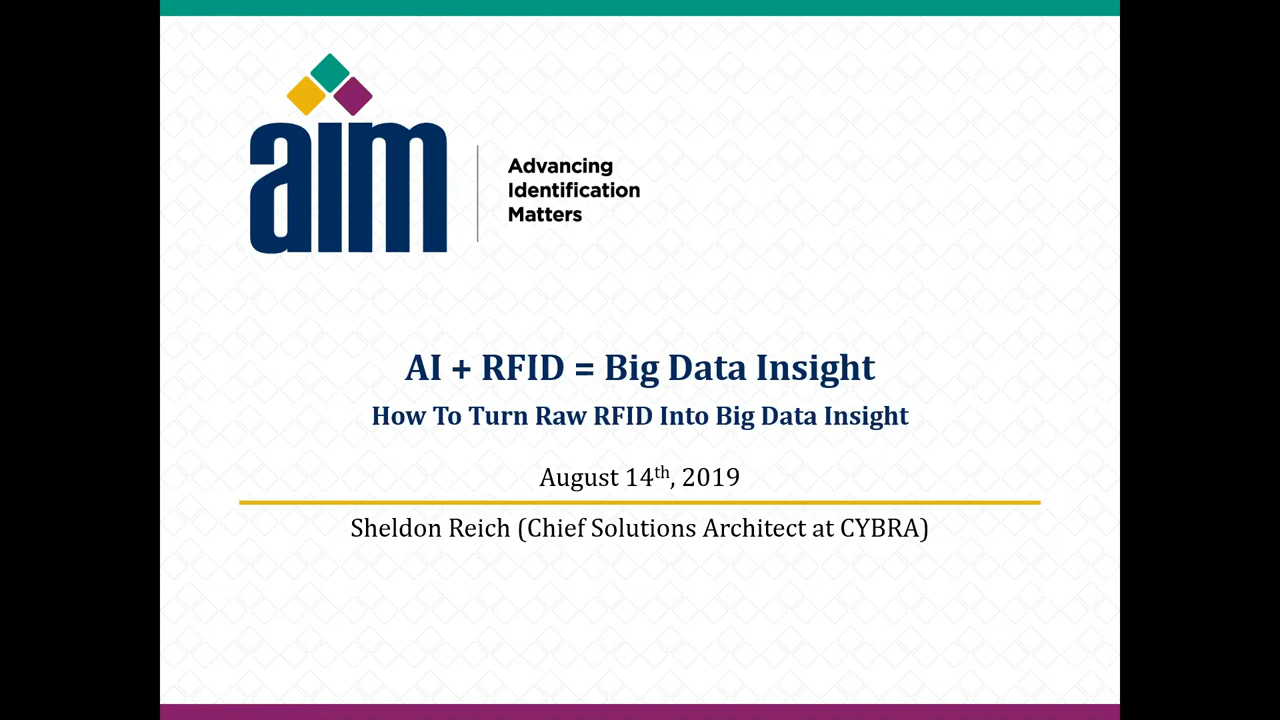 aim
Advancing
Identification
Matters
AI + RFID = Big Data Insight
How To Turn Raw RFID Into Big Data Insight
August 14th, 2019
Sheldon Reich (Chief Solutions Architect at CYBRA)